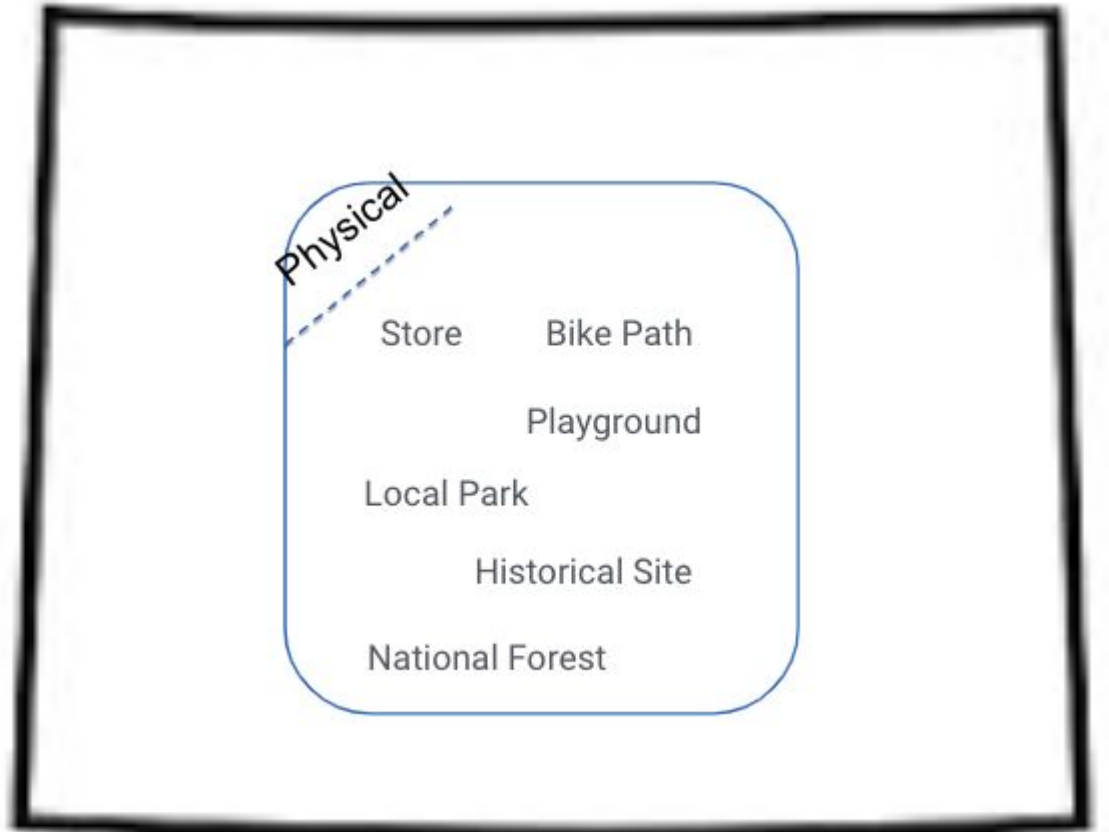 Physical
Store Bike Path
Playground
Local Park
Historical Site
National Forest